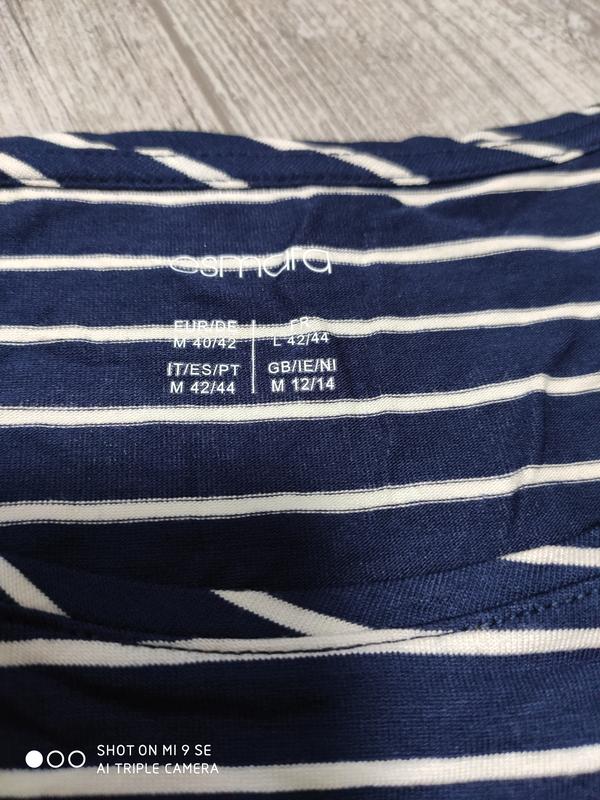 esmara
EUR/DE
M 40/42
FR
L 42/44
IT/ES/PT
M 42/44
GB/IE/NI
M 12/14
SHOT ON MI 9 SE
AI TRIPLE CAMERA